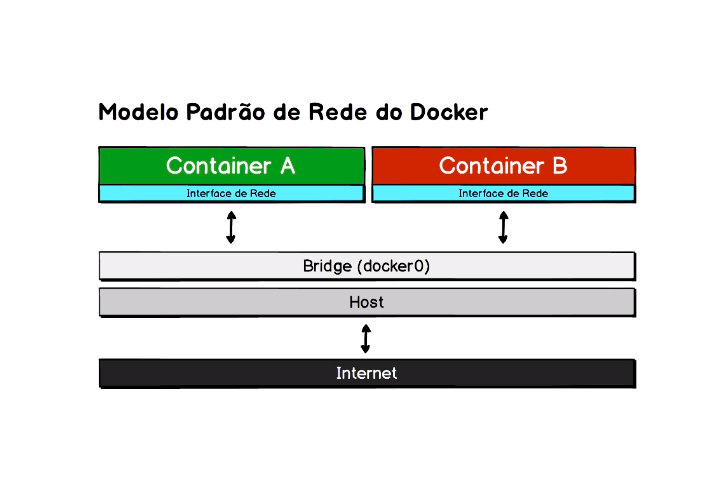 Modelo Padrão de Rede do Docker
Container A
Container B
Interface de Rede
Interface de Rede
Bridge (docker0)
Host
Internet